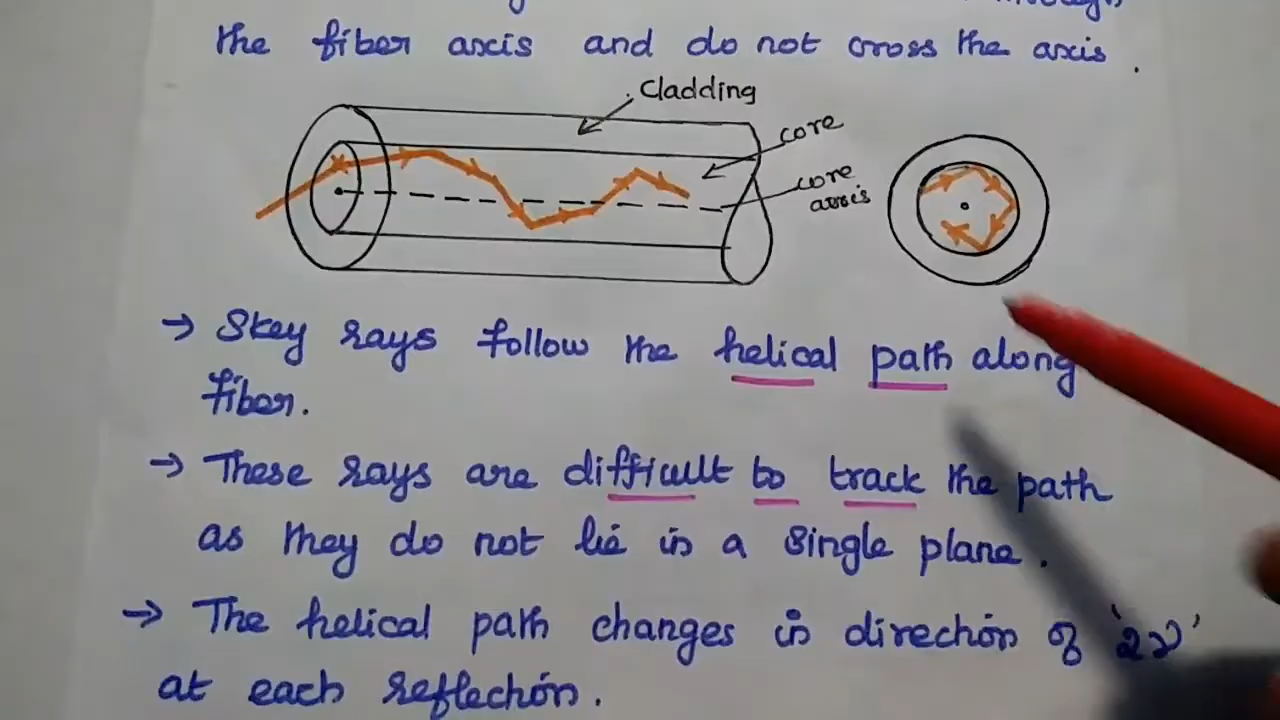 through
the fiber axis and do not cross the axis.
Cladding
core
core
axis
→ Skey rays follow the helical path along
fiber.
→ These rays are difficult to track the path
as they do not lie in a single plane.
→ The helical path changes in direction of '2γ'
at each reflection.